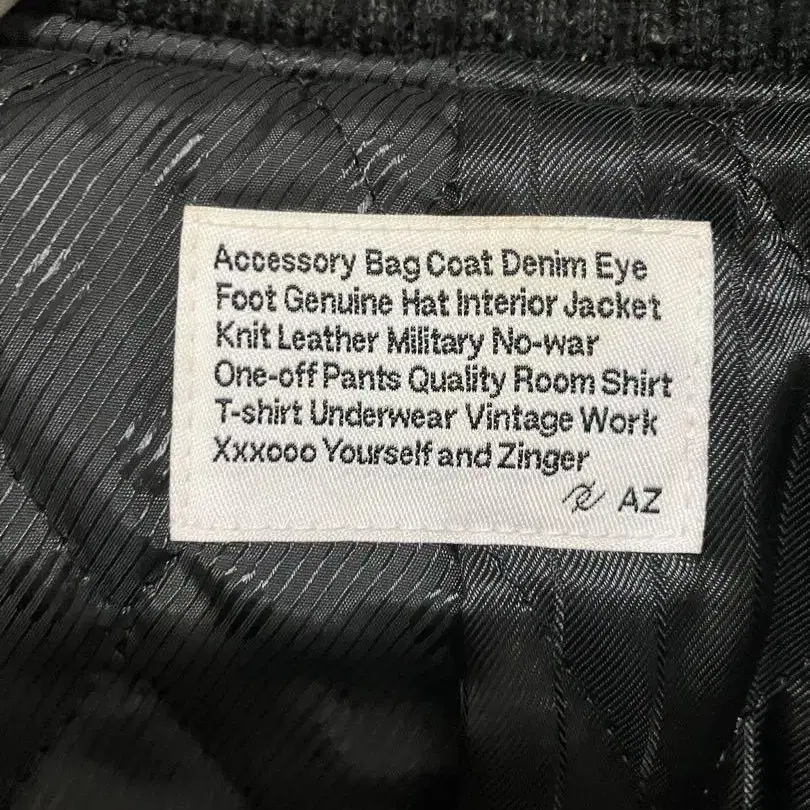 Accessory Bag Coat Denim Eye
Foot Genuine Hat Interior Jacket
Knit Leather Military No-war
One-off Pants Quality Room Shirt
T-shirt Underwear Vintage Work
Xxxooo Yourself and Zinger
AZ